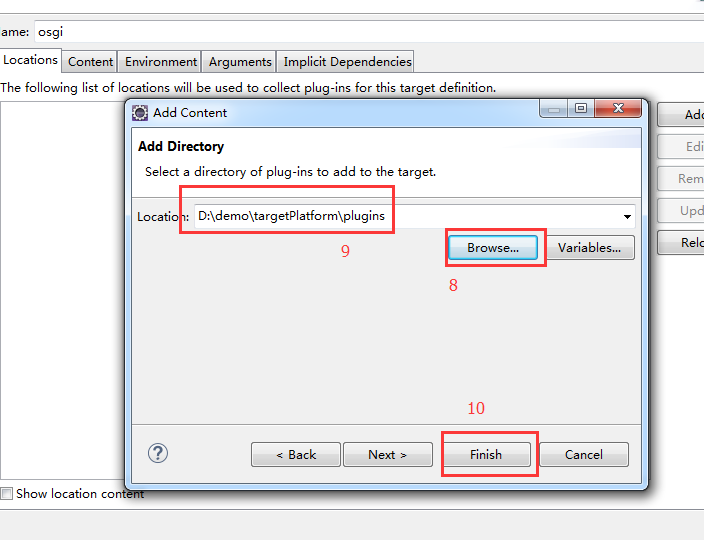 ame: osgi
Locations Content Environment Arguments Implicit Dependencies
The following list of locations will be used to collect plug-ins for this target definition.
Add Content
Add
Add Directory
Edi
Select a directory of plug-ins to add to the target.
Rem
Location: D:\demo\targetPlatform\plugins
Upd
Browse... Variables...
Relo
9
8
10
? < Back Next > Finish Cancel
Show location content